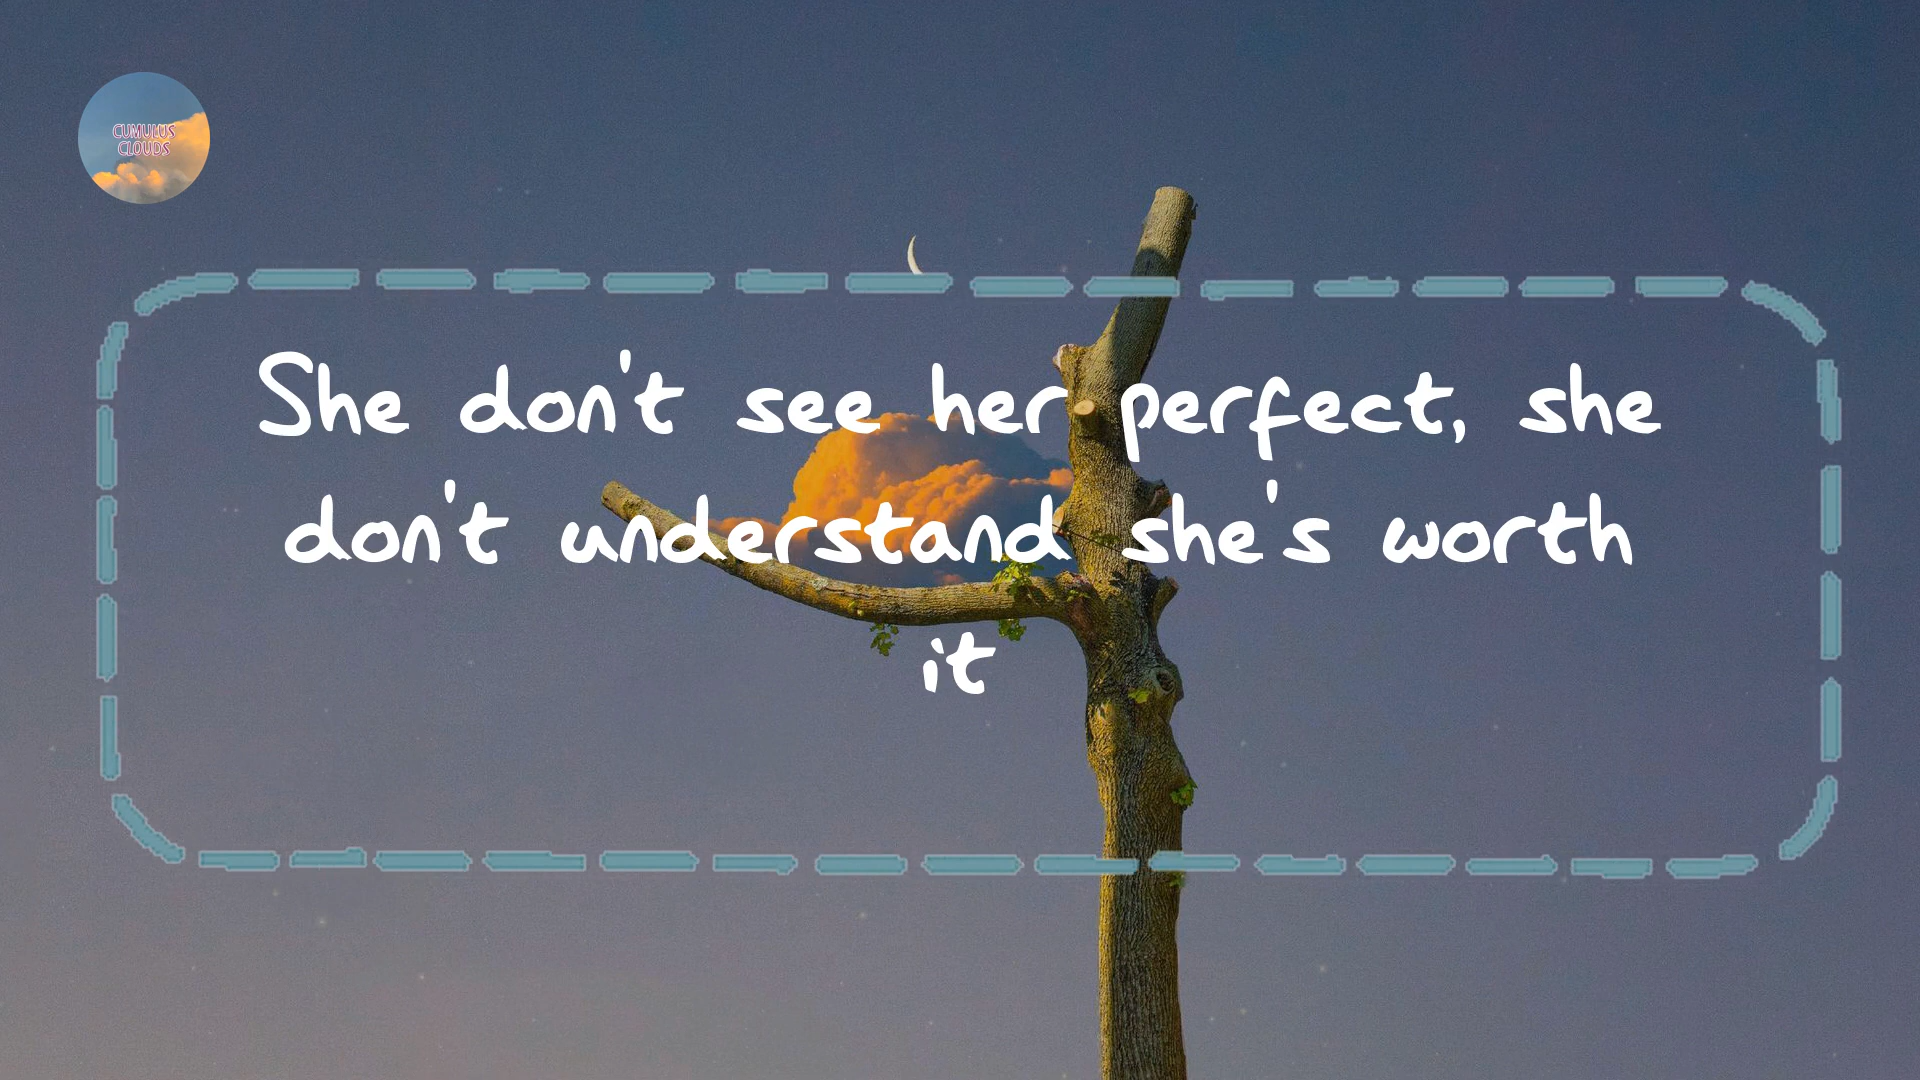 CUMULUS
CLOUDS
She don't see her perfect, she
don't understand she's worth
it